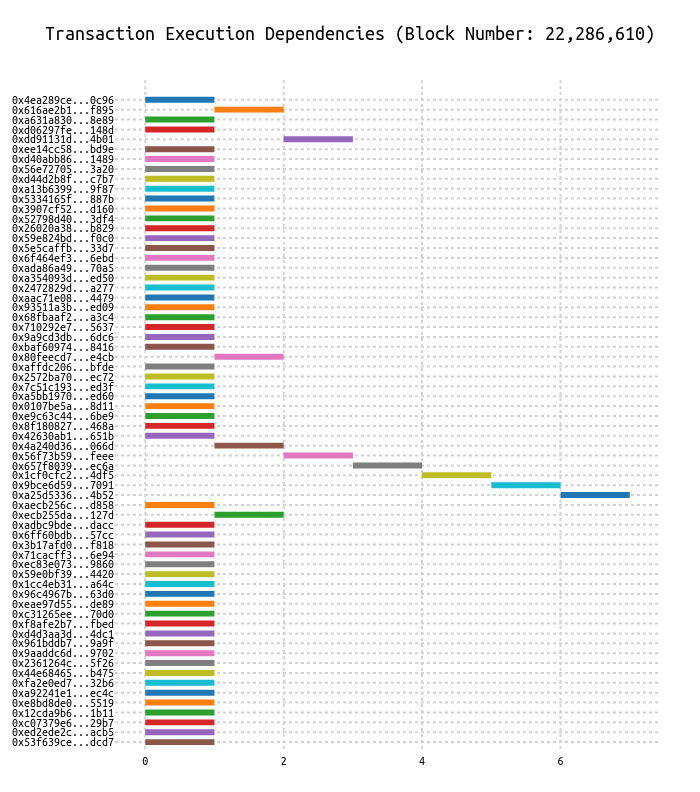 Transaction Execution Dependencies (Block Number: 22,286,610)
0x4ea289ce...0c96
0x616ae2b1...f895
0xa631a830...8e89
0xd06297fe...148d
0xdd91131d...4b01
0xee14cc58...bd9e
0xd40abb86...1489
0x56e72705...3a20
0xd44d2b8f...c7b7
0xa13b6399...9f87
0x5334165f...887b
0x3907cf52...d160
0x52798d40...3df4
0x26020a38...b829
0x59e824bd...f0c0
0x5e5caffb...33d7
0x6f464ef3...6ebd
0xada86a49...70a5
0xa354093d...ed50
0x2472829d...a277
0xaac71e08...4479
0x93511a3b...ed09
0x68fbaaf2...a3c4
0x710292e7...5637
0x9a9cd3db...6dc6
0xbaf60974...8416
0x80feecd7...e4cb
0xaffdc206...bfde
0x2572ba70...ec72
0x7c51c193...ed3f
0xa5bb1970...ed60
0x0107be5a...8d11
0xe9c63c44...6be9
0x8f180827...468a
0x42630ab1...651b
0x4a240d36...066d
0x56f73b59...feee
0x657f8039...ec6a
0x1cf0cfc2...4df5
0x9bce6d59...7091
0xa25d5336...4b52
0xaecb256c...d858
0xecb255da...127d
0xadbc9bde...dacc
0x6ff60bdb...57cc
0x3b17afd0...f818
0x71cacff3...6e94
0xec83e073...9860
0x59e0bf39...4420
0x1cc4eb31...a64c
0x96c4967b...63d0
0xeae97d55...de89
0xc31265ee...70d0
0xf8afe2b7...fbed
0xd4d3aa3d...4dc1
0x961bddb7...9a9f
0x9aaddc6d...9702
0x2361264c...5f26
0x44e68465...b475
0xfa2e0ed7...32b6
0xa92241e1...ec4c
0xe8bd8de0...5519
0x12cda9b6...1b11
0xc07379e6...29b7
0xed2ede2c...acb5
0x53f639ce...dcd7
0 2 4 6